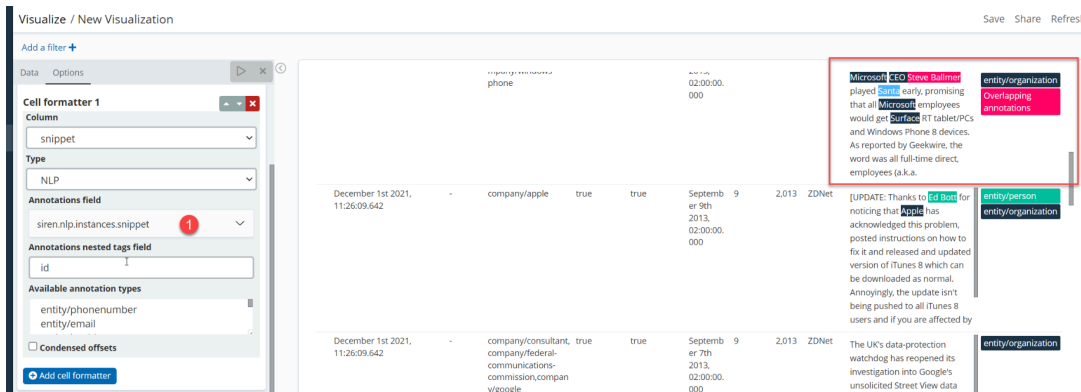 Visualize / New Visualization
Save Share Refresh
Add a filter +
Data Options
Cell formatter 1
Column
snippet
Type
NLP
Annotations field
siren.nlp.instances.snippet
1
Annotations nested tags field
id
Available annotation types
entity/phonenumber
entity/email
Condensed offsets
Add cell formatter
mpany/windows
phone
2013,
02:00:00.
000
Microsoft CEO Steve Ballmer
played Santa early, promising
that all Microsoft employees
would get Surface RT tablet/PCs
and Windows Phone 8 devices.
As reported by Geekwire, the
word was all full-time direct,
employees (a.k.a.
entity/organization
Overlapping
annotations
December 1st 2021,
11:26:09.642
-
company/apple
true
true
Septemb
er 9th
2013,
02:00:00.
000
9
2,013
ZDNet
[UPDATE: Thanks to Ed Bott for
noticing that Apple has
acknowledged this problem,
posted instructions on how to
fix it and released and updated
version of iTunes 8 which can
be downloaded as normal.
Annoyingly, the update isn't
being pushed to all iTunes 8
users and if you are affected by
entity/person
entity/organization
December 1st 2021,
11:26:09.642
-
company/consultant,
company/federal-
communications-
commission,compan
y/google
true
true
Septemb
er 7th
2013,
02:00:00.
000
9
2,013
ZDNet
The UK's data-protection
watchdog has reopened its
investigation into Google's
unsolicited Street View data
entity/organization